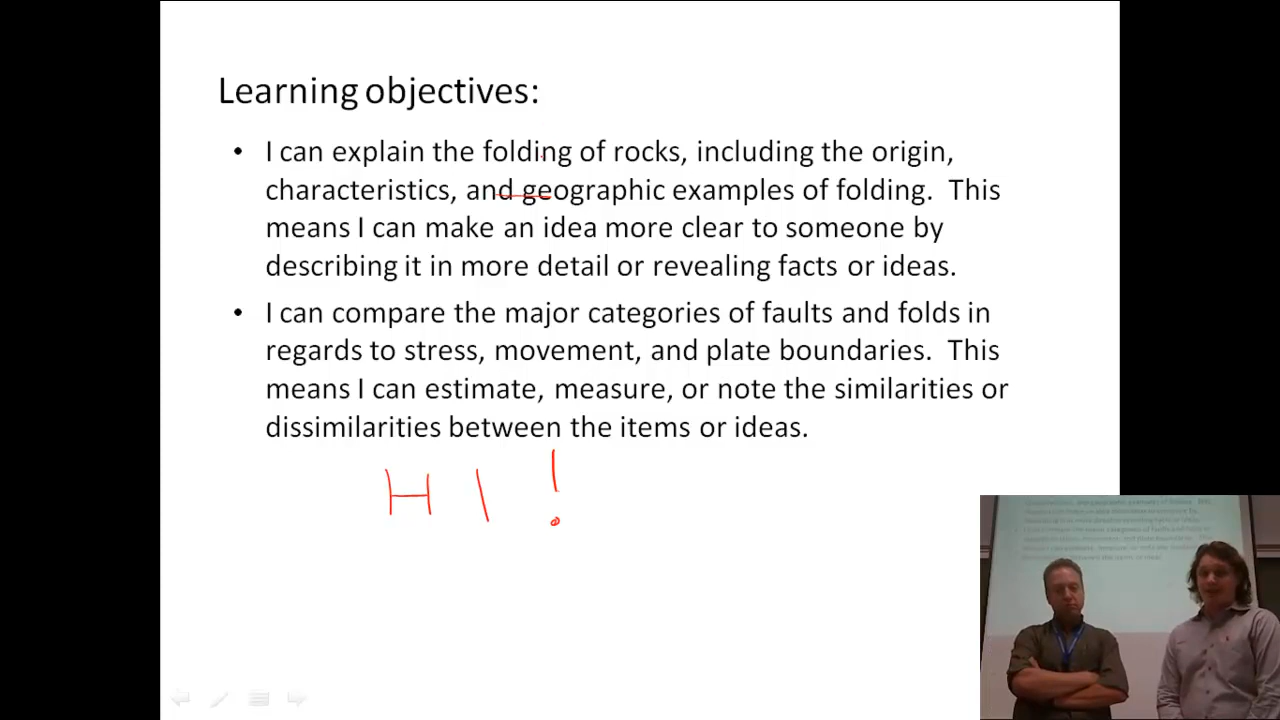 Learning objectives:
• I can explain the folding of rocks, including the origin,
characteristics, and geographic examples of folding. This
means I can make an idea more clear to someone by
describing it in more detail or revealing facts or ideas.
• I can compare the major categories of faults and folds in
regards to stress, movement, and plate boundaries. This
means I can estimate, measure, or note the similarities or
dissimilarities between the items or ideas.
HI!